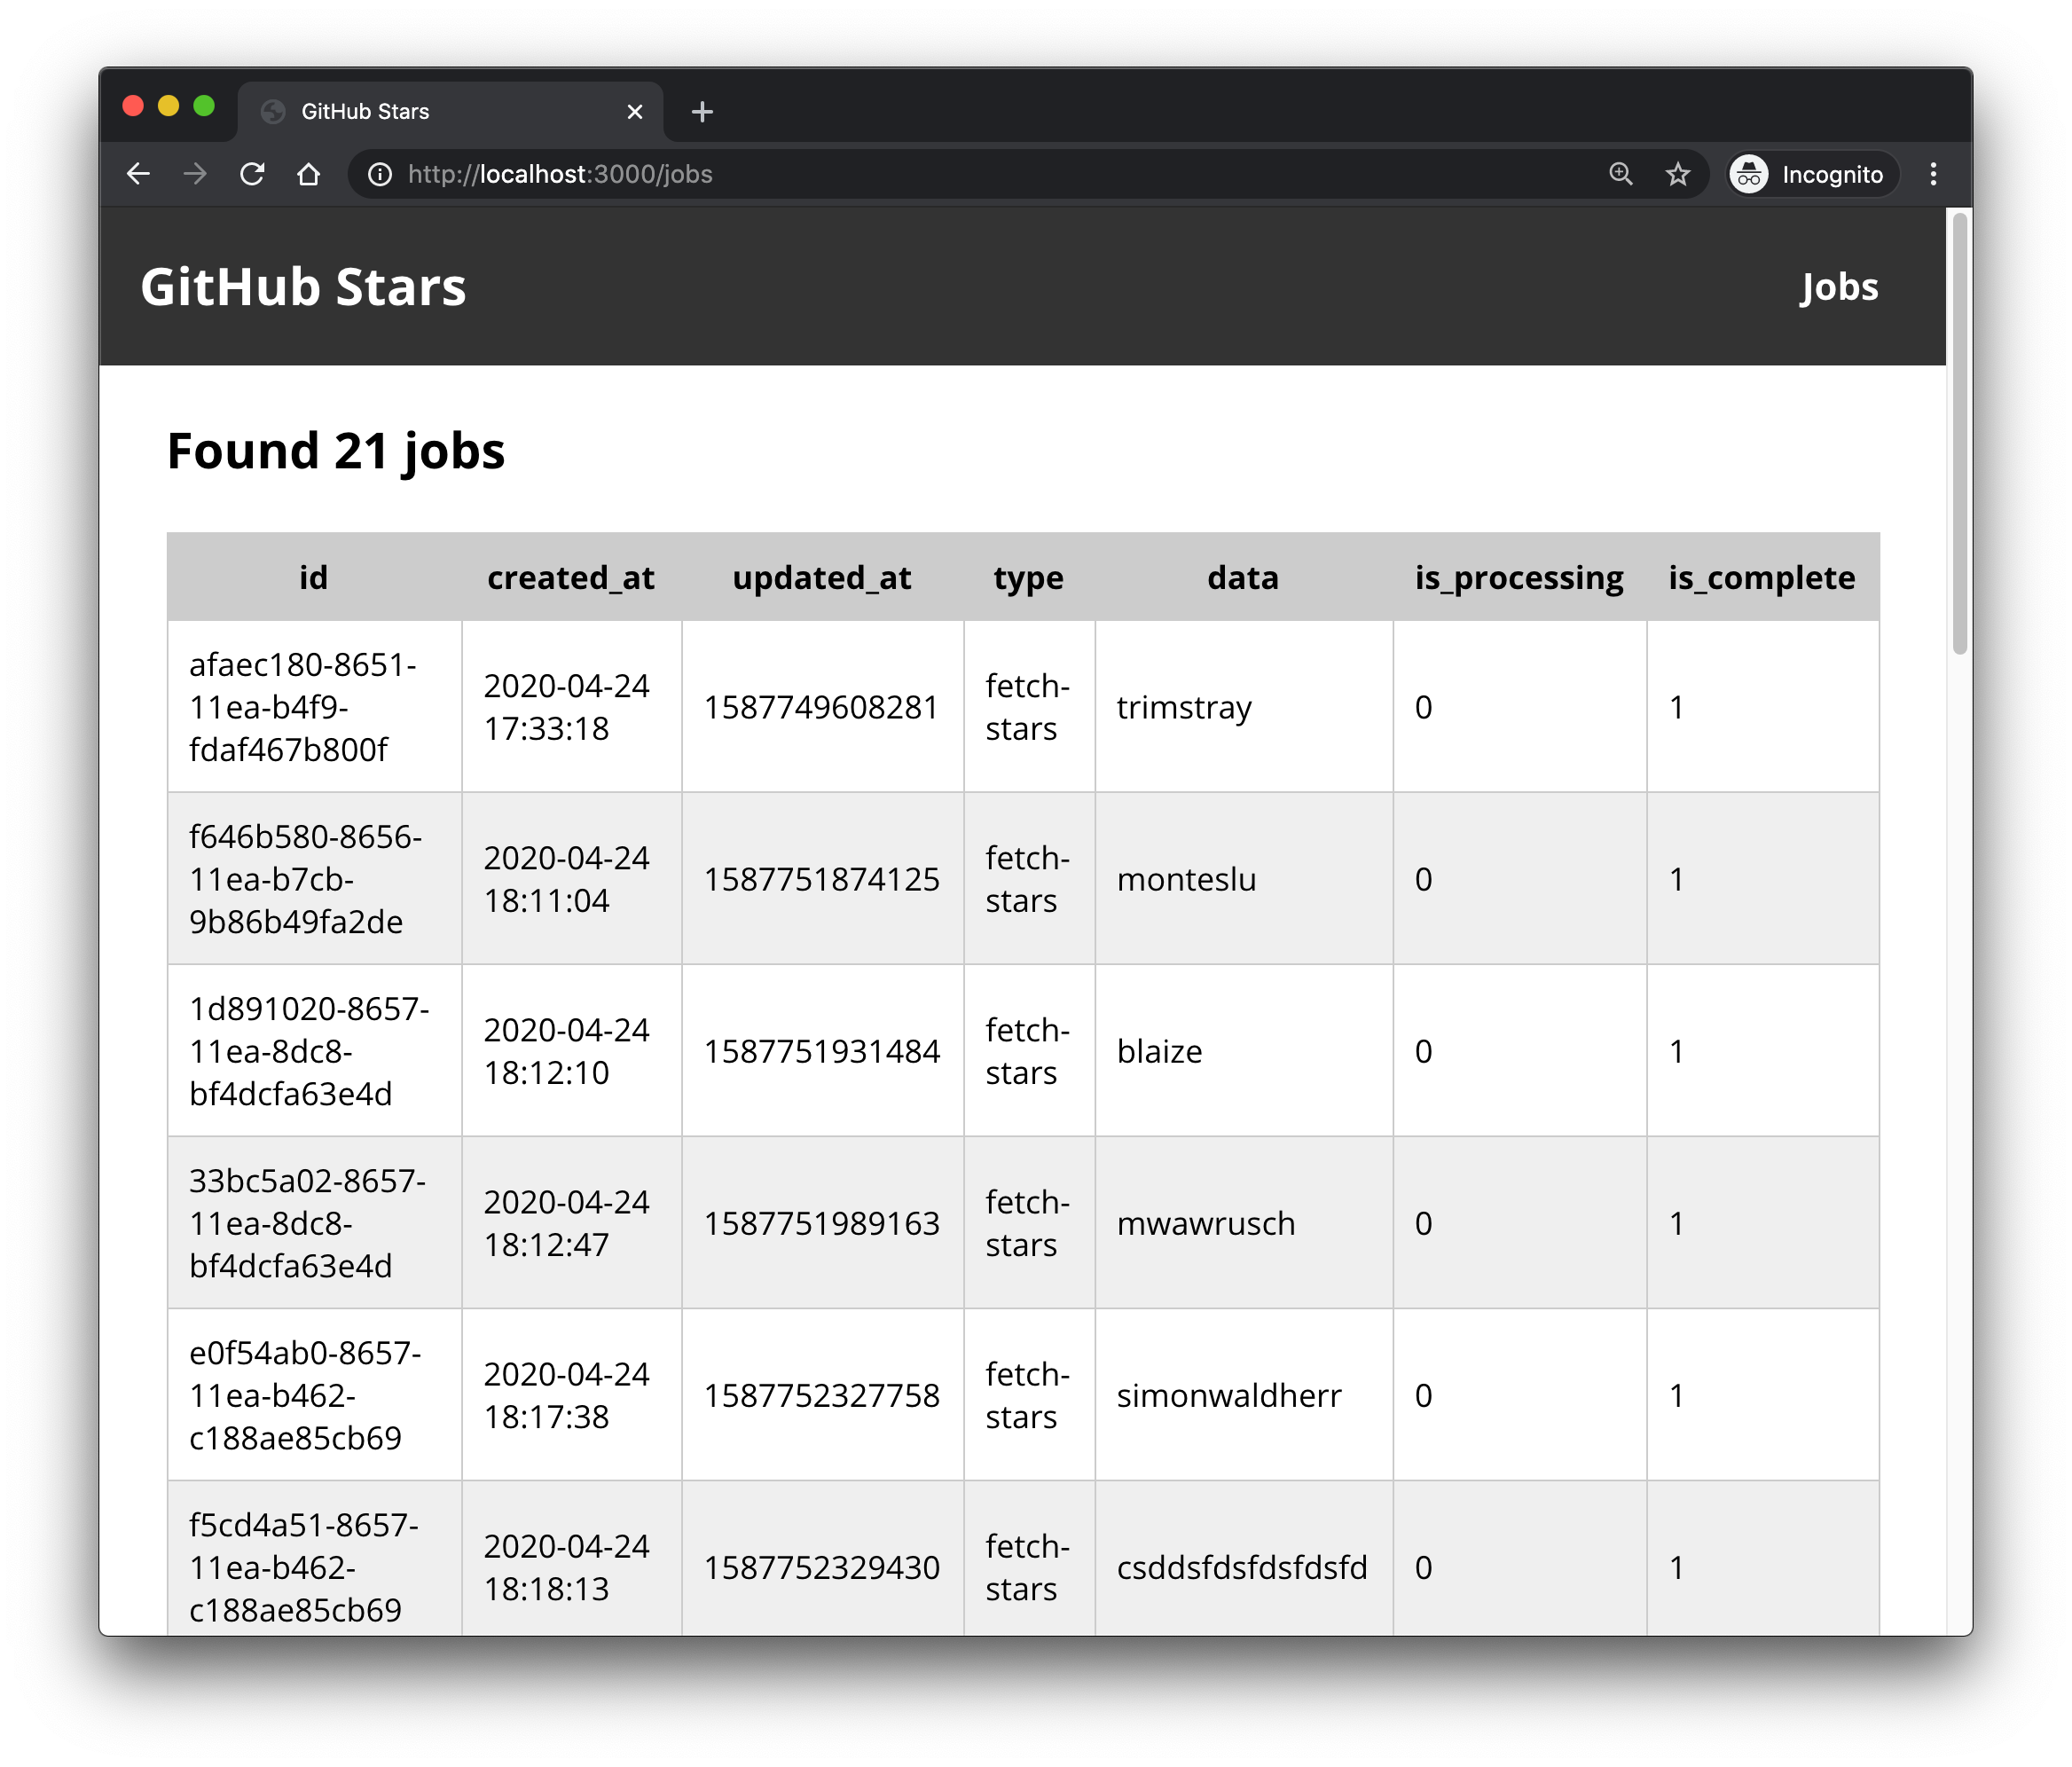 GitHub Stars
http://localhost:3000/jobs
Incognito
GitHub Stars
Jobs
Found 21 jobs
id created_at updated_at type data is_processing is_complete
afaec180-8651-
11ea-b4f9-
fdaf467b800f
2020-04-24
17:33:18
1587749608281
fetch-
stars
trimstray
0
1
f646b580-8656-
11ea-b7cb-
9b86b49fa2de
2020-04-24
18:11:04
1587751874125
fetch-
stars
monteslu
0
1
1d891020-8657-
11ea-8dc8-
bf4dcfa63e4d
2020-04-24
18:12:10
1587751931484
fetch-
stars
blaize
0
1
33bc5a02-8657-
11ea-8dc8-
bf4dcfa63e4d
2020-04-24
18:12:47
1587751989163
fetch-
stars
mwawrusch
0
1
e0f54ab0-8657-
11ea-b462-
c188ae85cb69
2020-04-24
18:17:38
1587752327758
fetch-
stars
simonwaldherr
0
1
f5cd4a51-8657-
11ea-b462-
c188ae85cb69
2020-04-24
18:18:13
1587752329430
fetch-
stars
csddsfdsfdsfdsfd
0
1